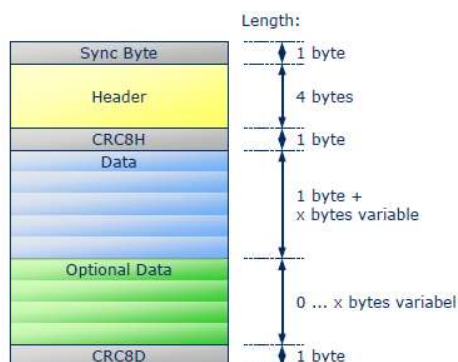 Length:
Sync Byte
1 byte
Header
4 bytes
CRC8H
1 byte
Data
1 byte +
x bytes variable
Optional Data
0 ... x bytes variabel
CRC8D
1 byte